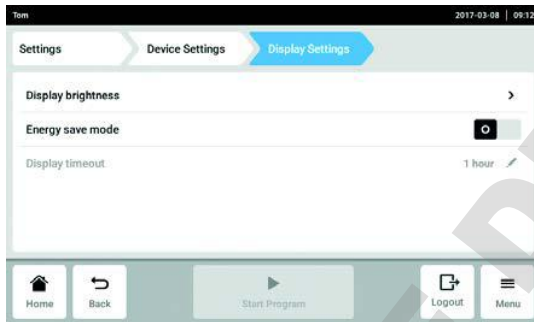 Tom 2017-03-08 | 09:12
Settings Device Settings Display Settings
Display brightness
Energy save mode
Display timeout 1 hour
Home Back Start Program Logout Menu